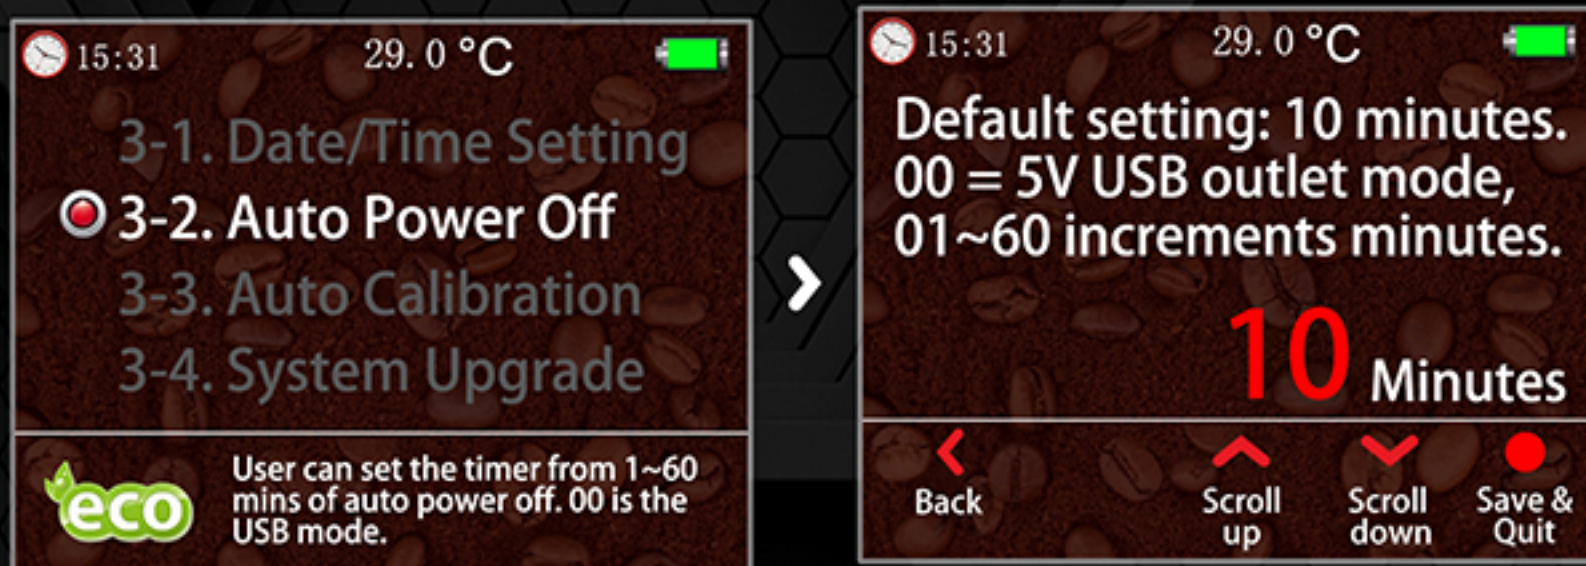 15:31
29.0 °C
3-1. Date/Time Setting
3-2. Auto Power Off
3-3. Auto Calibration
3-4. System Upgrade
eco
User can set the timer from 1~60
mins of auto power off. 00 is the
USB mode.
15:31
29.0 °C
Default setting: 10 minutes.
00 = 5V USB outlet mode,
01~60 increments minutes.
10 Minutes
Back
Scroll
up
Scroll
down
Save &
Quit